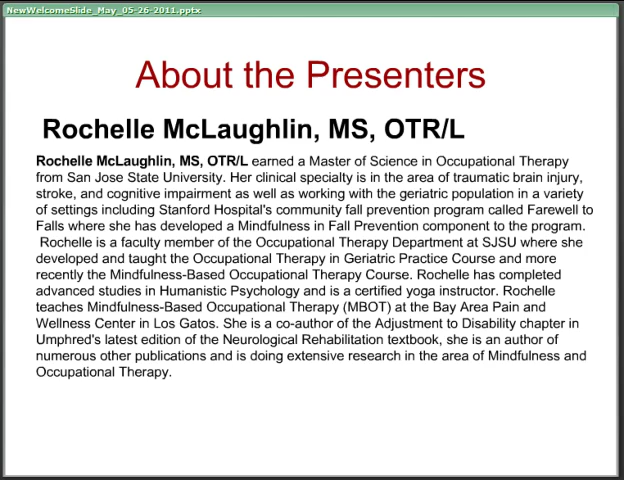 NewWelcomeSlide_May_05-26-2011.pptx
About the Presenters
Rochelle McLaughlin, MS, OTR/L
Rochelle McLaughlin, MS, OTR/L earned a Master of Science in Occupational Therapy
from San Jose State University. Her clinical specialty is in the area of traumatic brain injury,
stroke, and cognitive impairment as well as working with the geriatric population in a variety
of settings including Stanford Hospital's community fall prevention program called Farewell to
Falls where she has developed a Mindfulness in Fall Prevention component to the program.
Rochelle is a faculty member of the Occupational Therapy Department at SJSU where she
developed and taught the Occupational Therapy in Geriatric Practice Course and more
recently the Mindfulness-Based Occupational Therapy Course. Rochelle has completed
advanced studies in Humanistic Psychology and is a certified yoga instructor. Rochelle
teaches Mindfulness-Based Occupational Therapy (MBOT) at the Bay Area Pain and
Wellness Center in Los Gatos. She is a co-author of the Adjustment to Disability chapter in
Umphred's latest edition of the Neurological Rehabilitation textbook, she is an author of
numerous other publications and is doing extensive research in the area of Mindfulness and
Occupational Therapy.